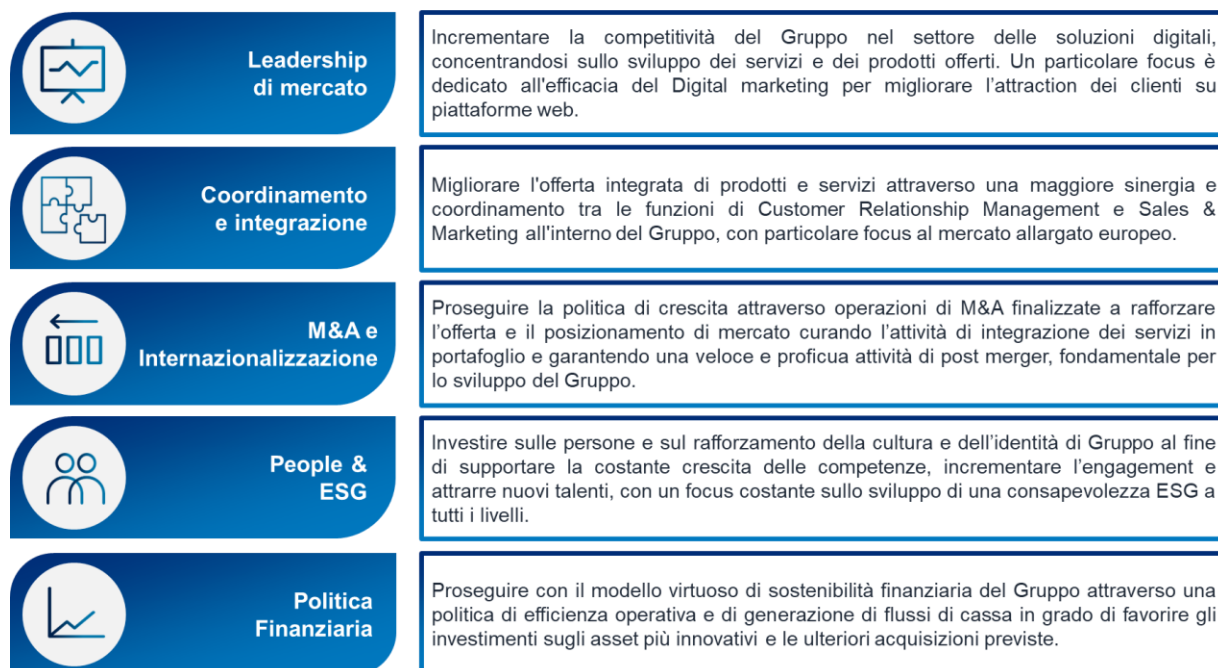 Leadership
di mercato
Incrementare la competitività del Gruppo nel settore delle soluzioni digitali,
concentrandosi sullo sviluppo dei servizi e dei prodotti offerti. Un particolare focus è
dedicato all'efficacia del Digital marketing per migliorare l’attraction dei clienti su
piattaforme web.
Coordinamento
e integrazione
Migliorare l'offerta integrata di prodotti e servizi attraverso una maggiore sinergia e
coordinamento tra le funzioni di Customer Relationship Management e Sales &
Marketing all'interno del Gruppo, con particolare focus al mercato allargato europeo.
M&A e
Internazionalizzazione
Proseguire la politica di crescita attraverso operazioni di M&A finalizzate a rafforzare
l’offerta e il posizionamento di mercato curando l’attività di integrazione dei servizi in
portafoglio e garantendo una veloce e proficua attività di post merger, fondamentale per
lo sviluppo del Gruppo.
People &
ESG
Investire sulle persone e sul rafforzamento della cultura e dell’identità di Gruppo al fine
di supportare la costante crescita delle competenze, incrementare l’engagement e
attrarre nuovi talenti, con un focus costante sullo sviluppo di una consapevolezza ESG a
tutti i livelli.
Politica
Finanziaria
Proseguire con il modello virtuoso di sostenibilità finanziaria del Gruppo attraverso una
politica di efficienza operativa e di generazione di flussi di cassa in grado di favorire gli
investimenti sugli asset più innovativi e le ulteriori acquisizioni previste.